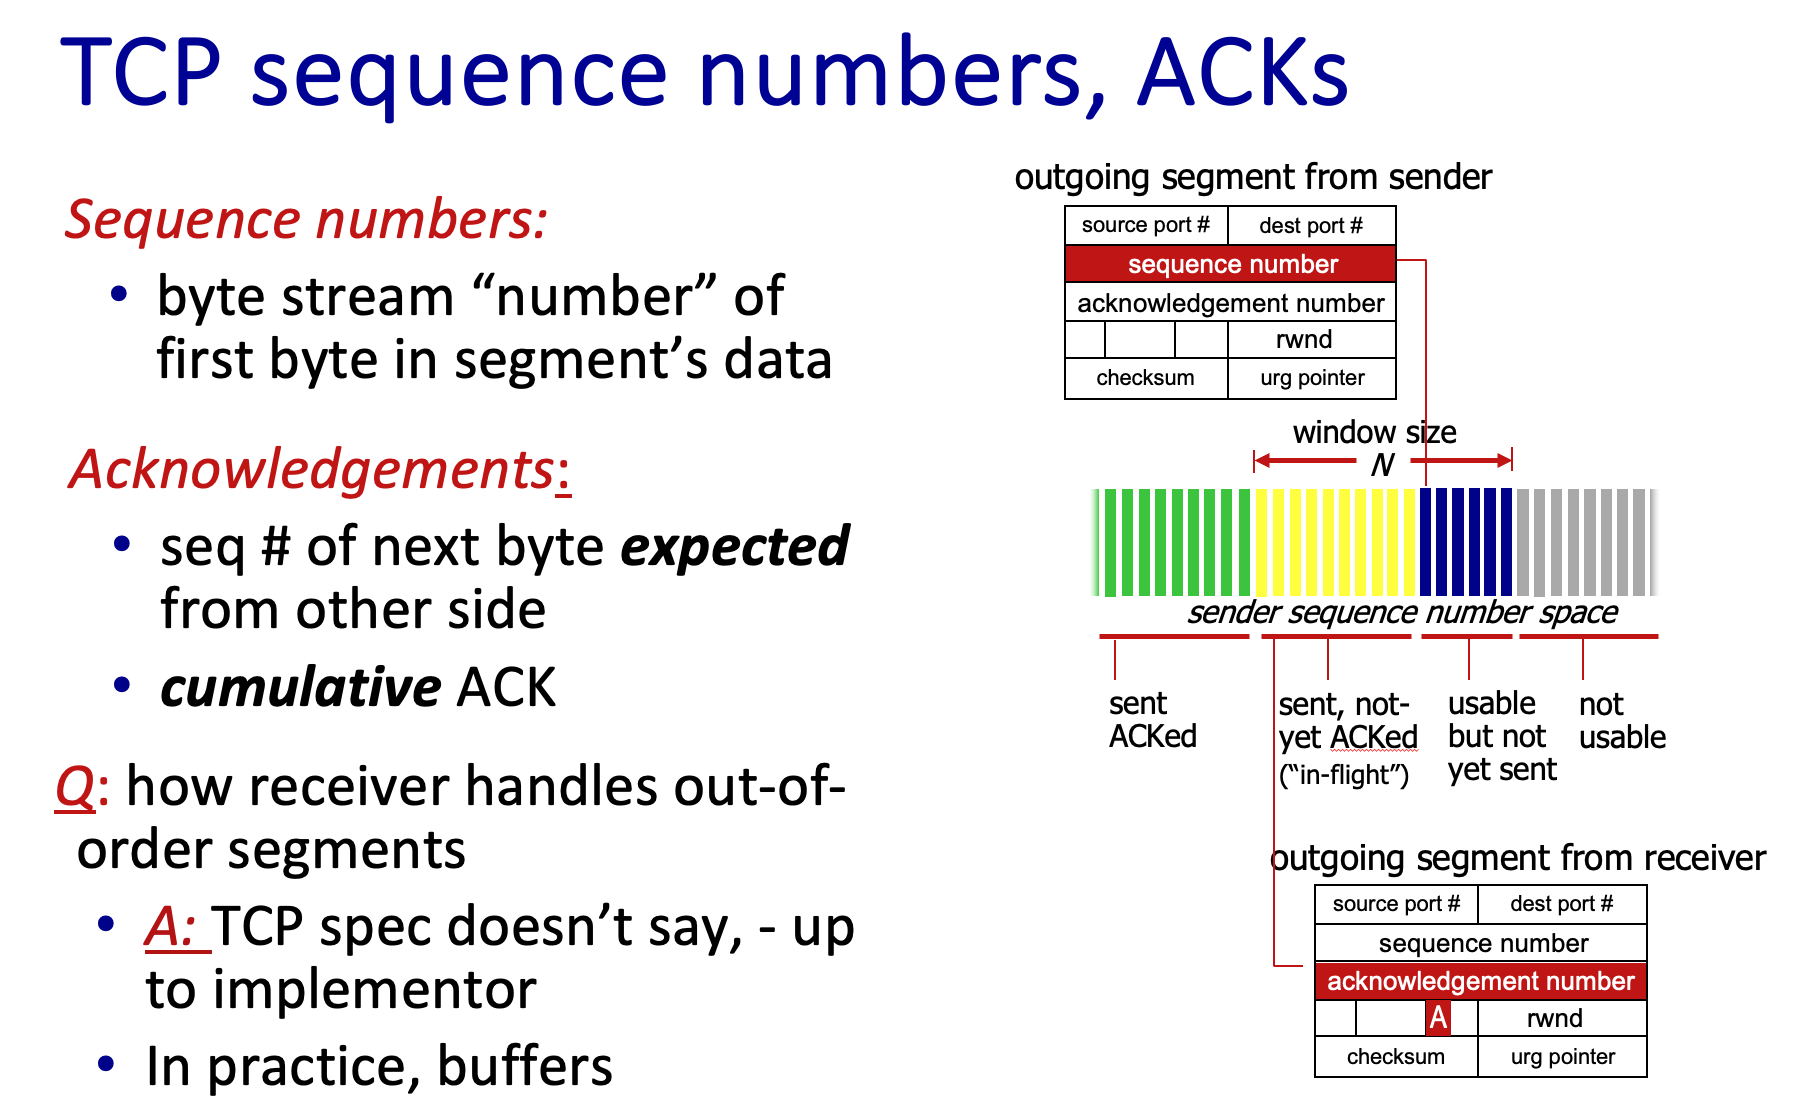 TCP sequence numbers, ACKs
Sequence numbers:
• byte stream “number” of
first byte in segment’s data
Acknowledgements:
• seq # of next byte expected
from other side
• cumulative ACK
Q: how receiver handles out-of-
order segments
• A: TCP spec doesn’t say, - up
to implementor
• In practice, buffers
outgoing segment from sender
source port # dest port #
sequence number
acknowledgement number
rwnd
checksum urg pointer
window size
N
sender sequence number space
sent
ACKed
sent, not-
yet ACKed
(“in-flight”)
usable
but not
yet sent
not
usable
outgoing segment from receiver
source port # dest port #
sequence number
acknowledgement number
A rwnd
checksum urg pointer